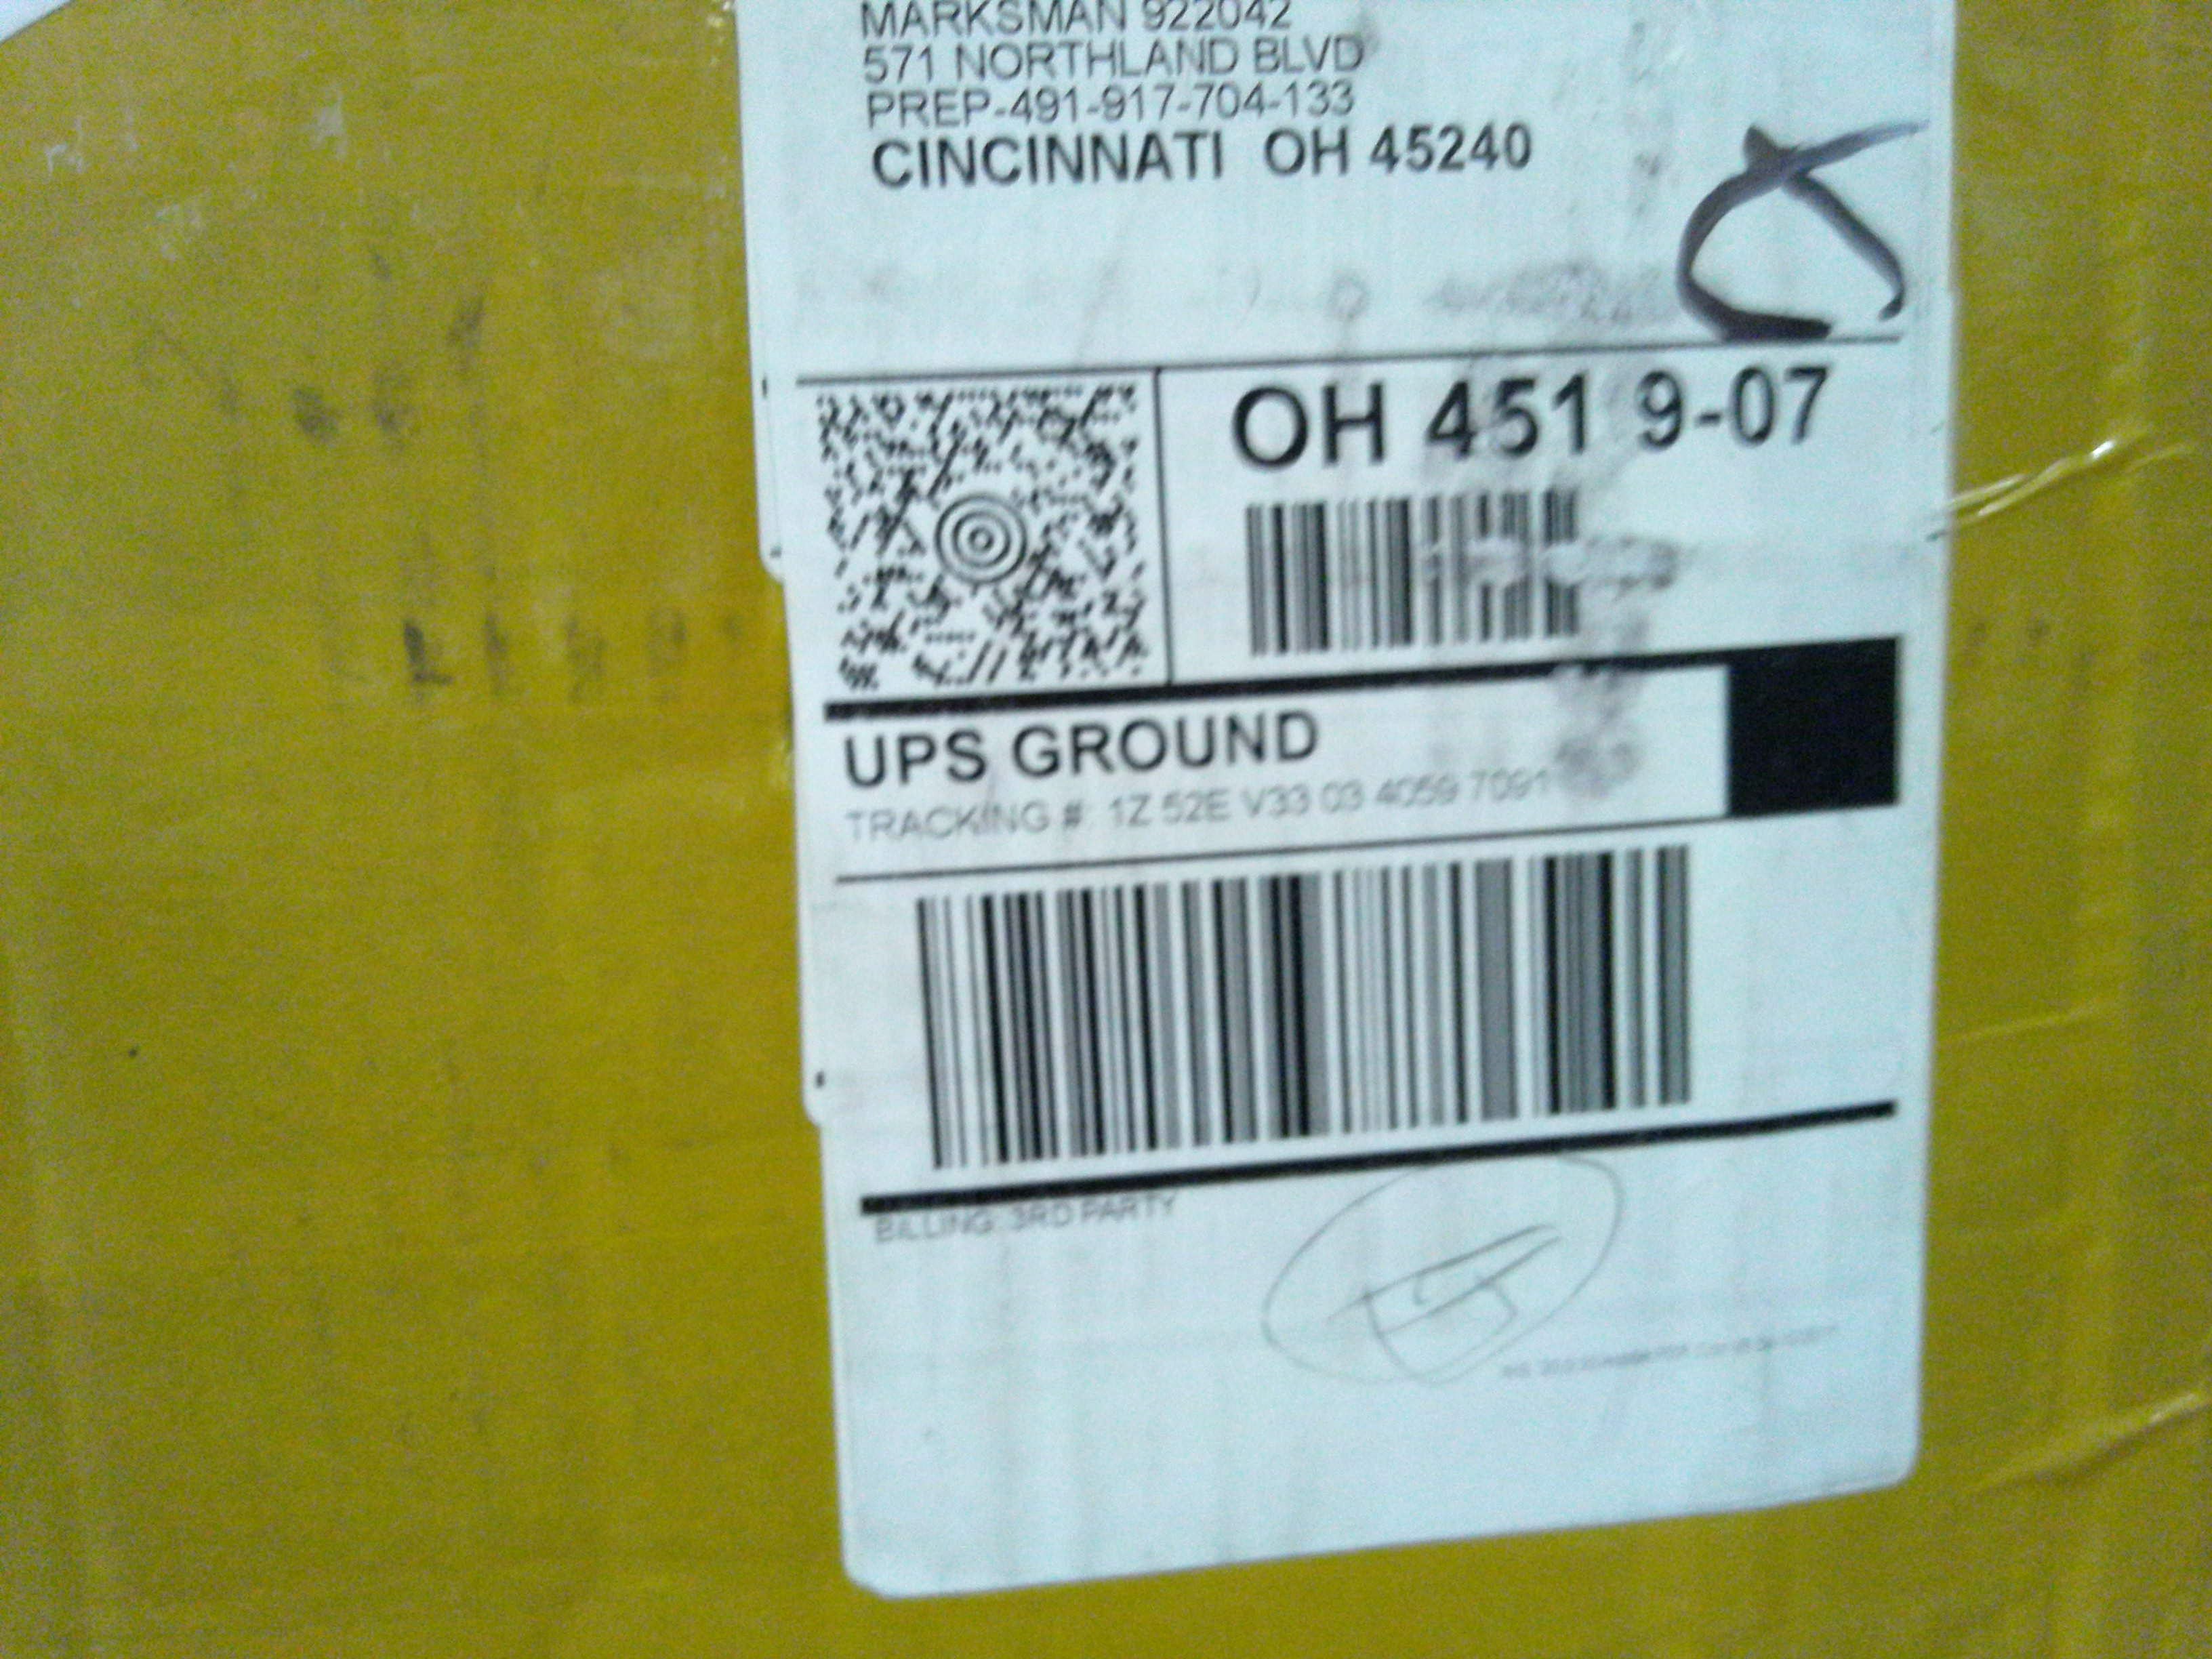 MARKSMAN 922042
571 NORTHLAND BLVD
PREP-491-917-704-133
CINCINNATI OH 45240
OH 451 9-07
UPS GROUND
TRACKING #: 1Z 52E V33 03 4059 7091
BILLING: 3RD PARTY